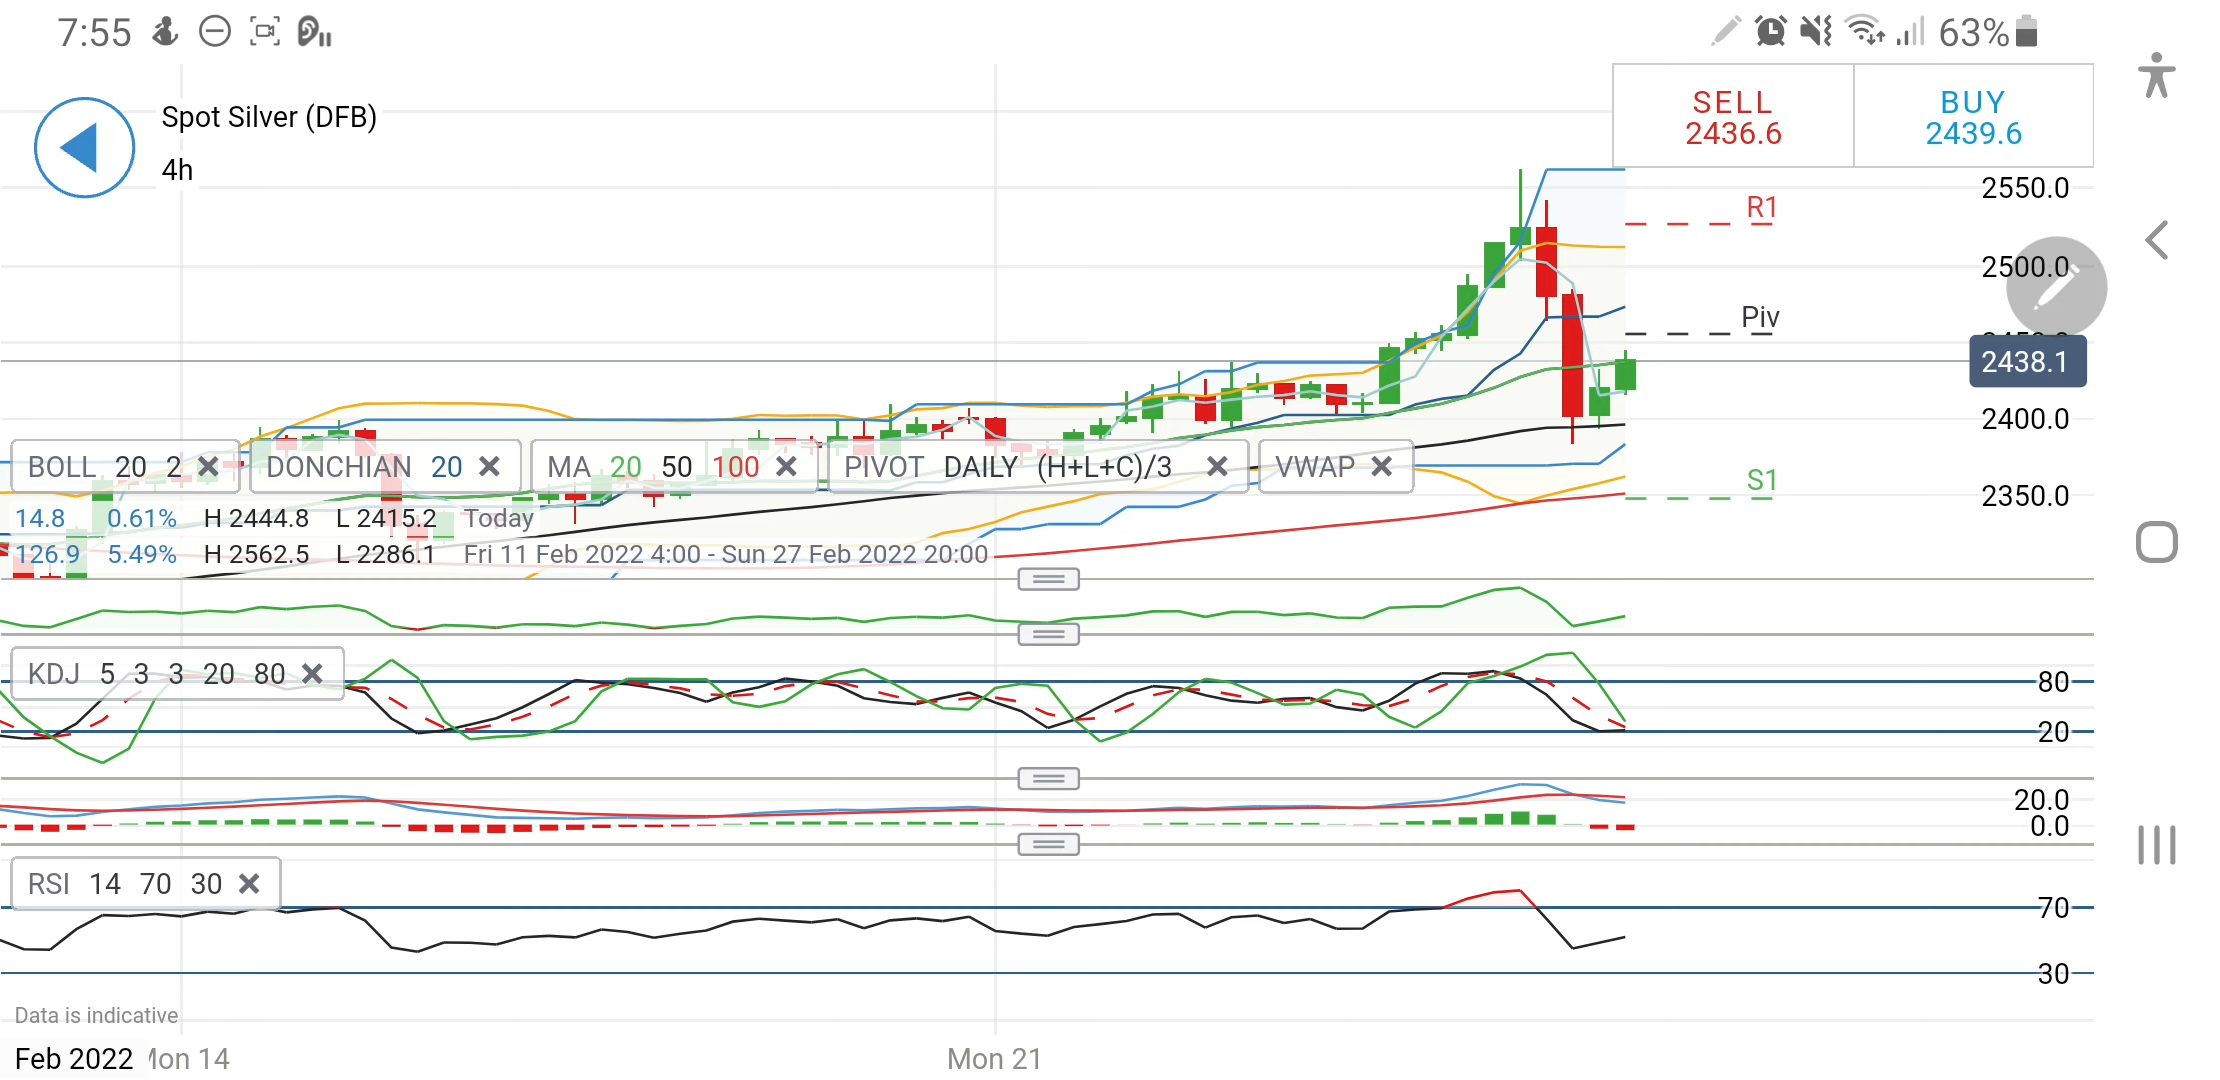 7:55 63%
Spot Silver (DFB)
4h
SELL BUY
2436.6 2439.6
2550.0
R1
2500.0
Piv
2438.1
2400.0
BOLL 20 2 DONCHIAN 20 MA 20 50 100 PIVOT DAILY (H+L+C)/3 VWAP
S1
2350.0
14.8 0.61% H 2444.8 L 2415.2 Today
126.9 5.49% H 2562.5 L 2286.1 Fri 11 Feb 2022 4:00 - Sun 27 Feb 2022 20:00
KDJ 5 3 3 20 80
80
20
20.0
0.0
RSI 14 70 30
70
30
Data is indicative
Feb 2022 Mon 14 Mon 21